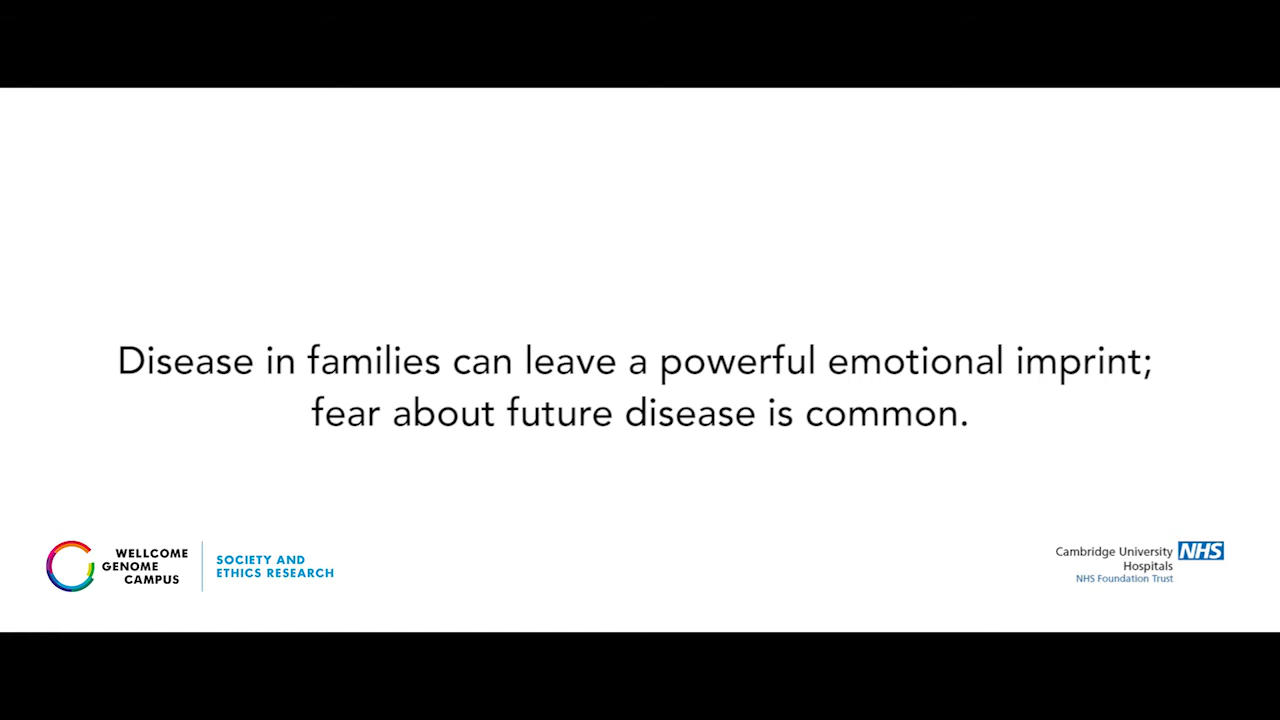 Disease in families can leave a powerful emotional imprint;
fear about future disease is common.
WELLCOME
GENOME
CAMPUS
SOCIETY AND
ETHICS RESEARCH
Cambridge University NHS
Hospitals
NHS Foundation Trust